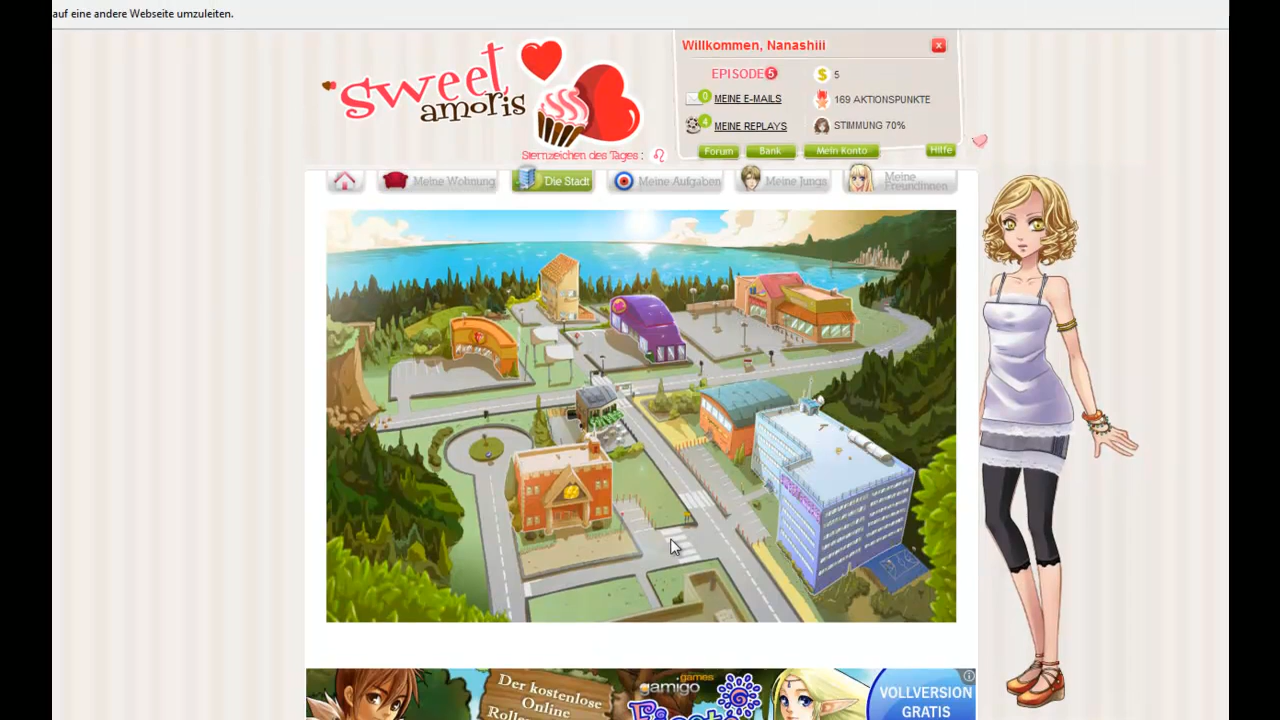 auf eine andere Webseite umzuleiten.
sweet
amoris
Sternzeichen des Tages :
Willkommen, Nanashiii
x
EPISODE 5
5
0
MEINE E-MAILS
169 AKTIONSPUNKTE
4
MEINE REPLAYS
STIMMUNG 70%
Forum
Bank
Mein Konto
Hilfe
Meine Wohnung
Die Stadt
Meine Aufgaben
Meine Jungs
Meine
Freundinnen
Der kostenlose
Online
games
gamigo
VOLLVERSION
GRATIS